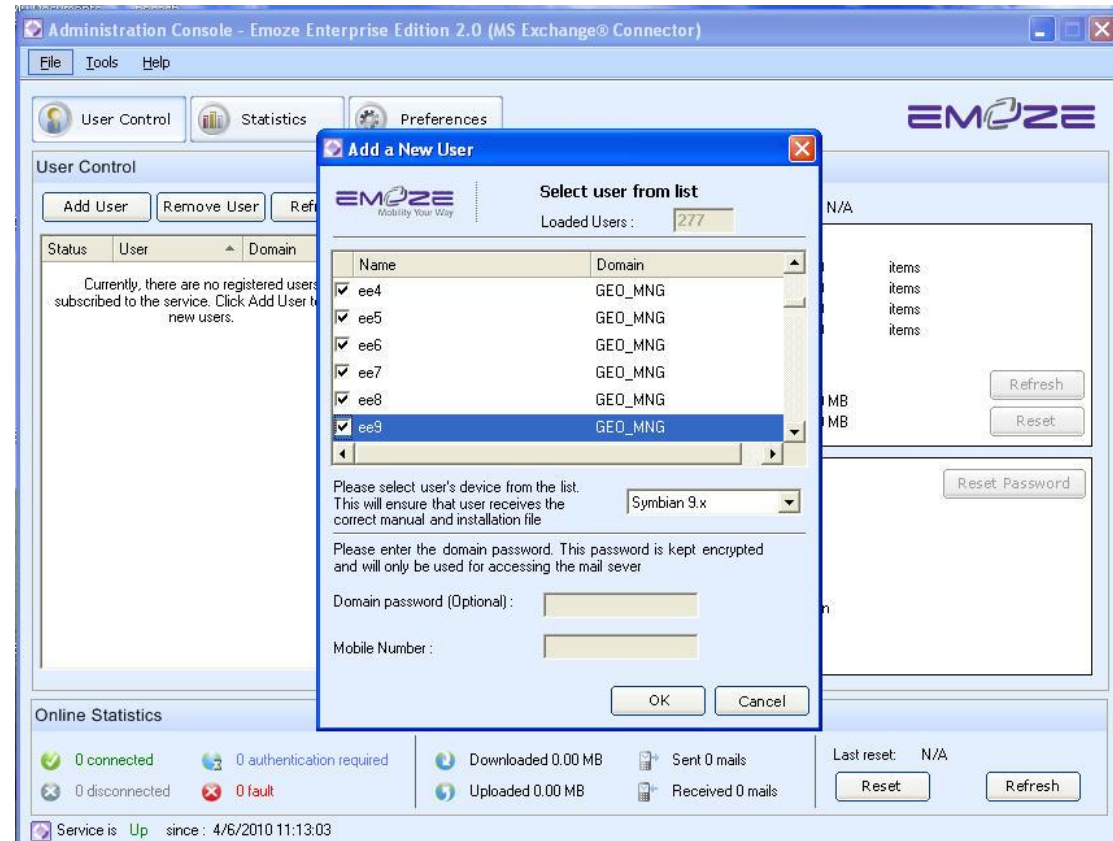 Administration Console - Emoze Enterprise Edition 2.0 (MS Exchange® Connector)
File Tools Help
User Control Statistics Preferences
EMOZE
User Control
Add User Remove User
N/A
Status User Domain
Currently, there are no registered users
subscribed to the service. Click Add User
new users.
items
items
items
items
MB
MB
Refresh
Reset
Reset Password
Add a New User
EMOZE
Mobility Your Way
Select user from list
Loaded Users : 277
Name Domain
ee4 GEO_MNG
ee5 GEO_MNG
ee6 GEO_MNG
ee7 GEO_MNG
ee8 GEO_MNG
ee9 GEO_MNG
Please select user's device from the list.
This will ensure that user receives the
correct manual and installation file
Symbian 9.x
Please enter the domain password. This password is kept encrypted
and will only be used for accessing the mail sever
Domain password (Optional) :
Mobile Number :
OK Cancel
Online Statistics
0 connected 0 authentication required Downloaded 0.00 MB Sent 0 mails Last reset: N/A
0 disconnected 0 fault Uploaded 0.00 MB Received 0 mails Reset Refresh
Service is Up since : 4/6/2010 11:13:03